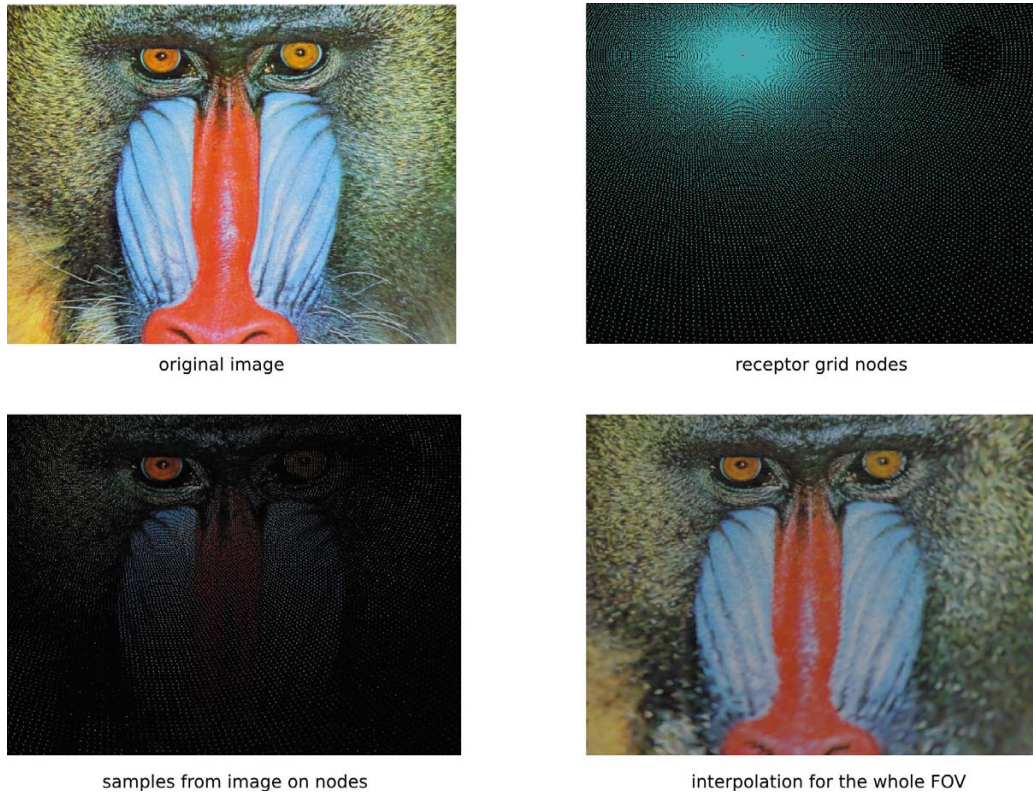 original image
receptor grid nodes
samples from image on nodes
interpolation for the whole FOV